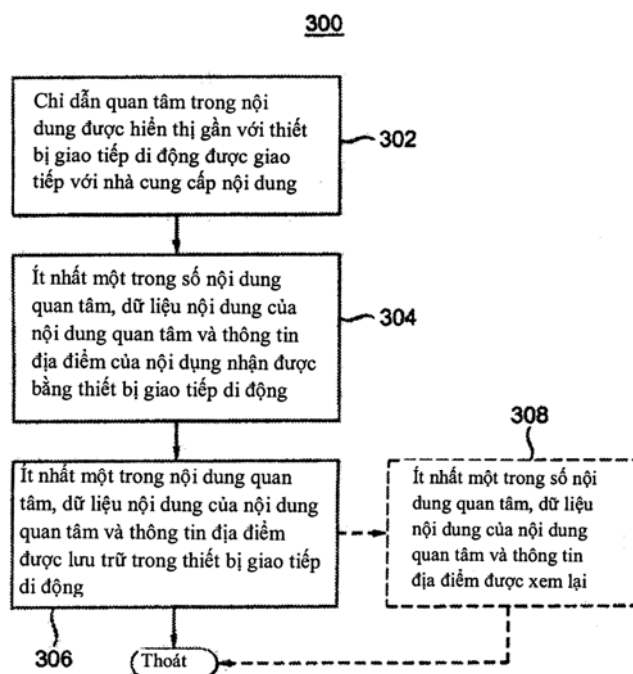 300
Chỉ dẫn quan tâm trong nội
dung được hiển thị gần với thiết
bị giao tiếp di động được giao
tiếp với nhà cung cấp nội dung
302
Ít nhất một trong số nội dung
quan tâm, dữ liệu nội dung của
nội dung quan tâm và thông tin
địa điểm của nội dụng nhận được
bằng thiết bị giao tiếp di động
304
Ít nhất một trong nội dung quan
tâm, dữ liệu nội dung của nội dung
quan tâm và thông tin địa điểm
được lưu trữ trong thiết bị giao tiếp
di động
306
308
Ít nhất một trong số nội
dung quan tâm, dữ liệu
nội dung của nội dung
quan tâm và thông tin
địa điểm được xem lại
Thoát